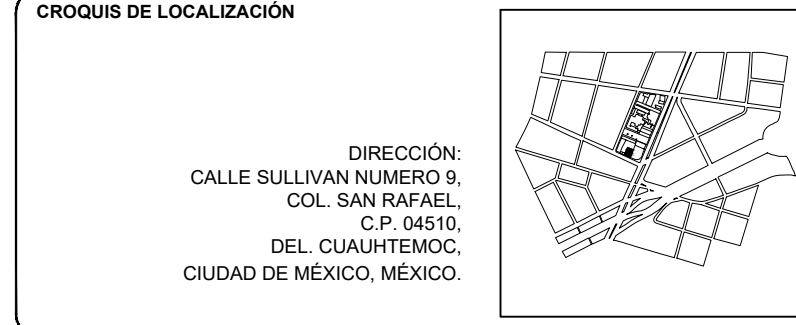 CROQUIS DE LOCALIZACIÓN
DIRECCIÓN:
CALLE SULLIVAN NUMERO 9,
COL. SAN RAFAEL,
C.P. 04510,
DEL. CUAUHTEMOC,
CIUDAD DE MÉXICO, MÉXICO.